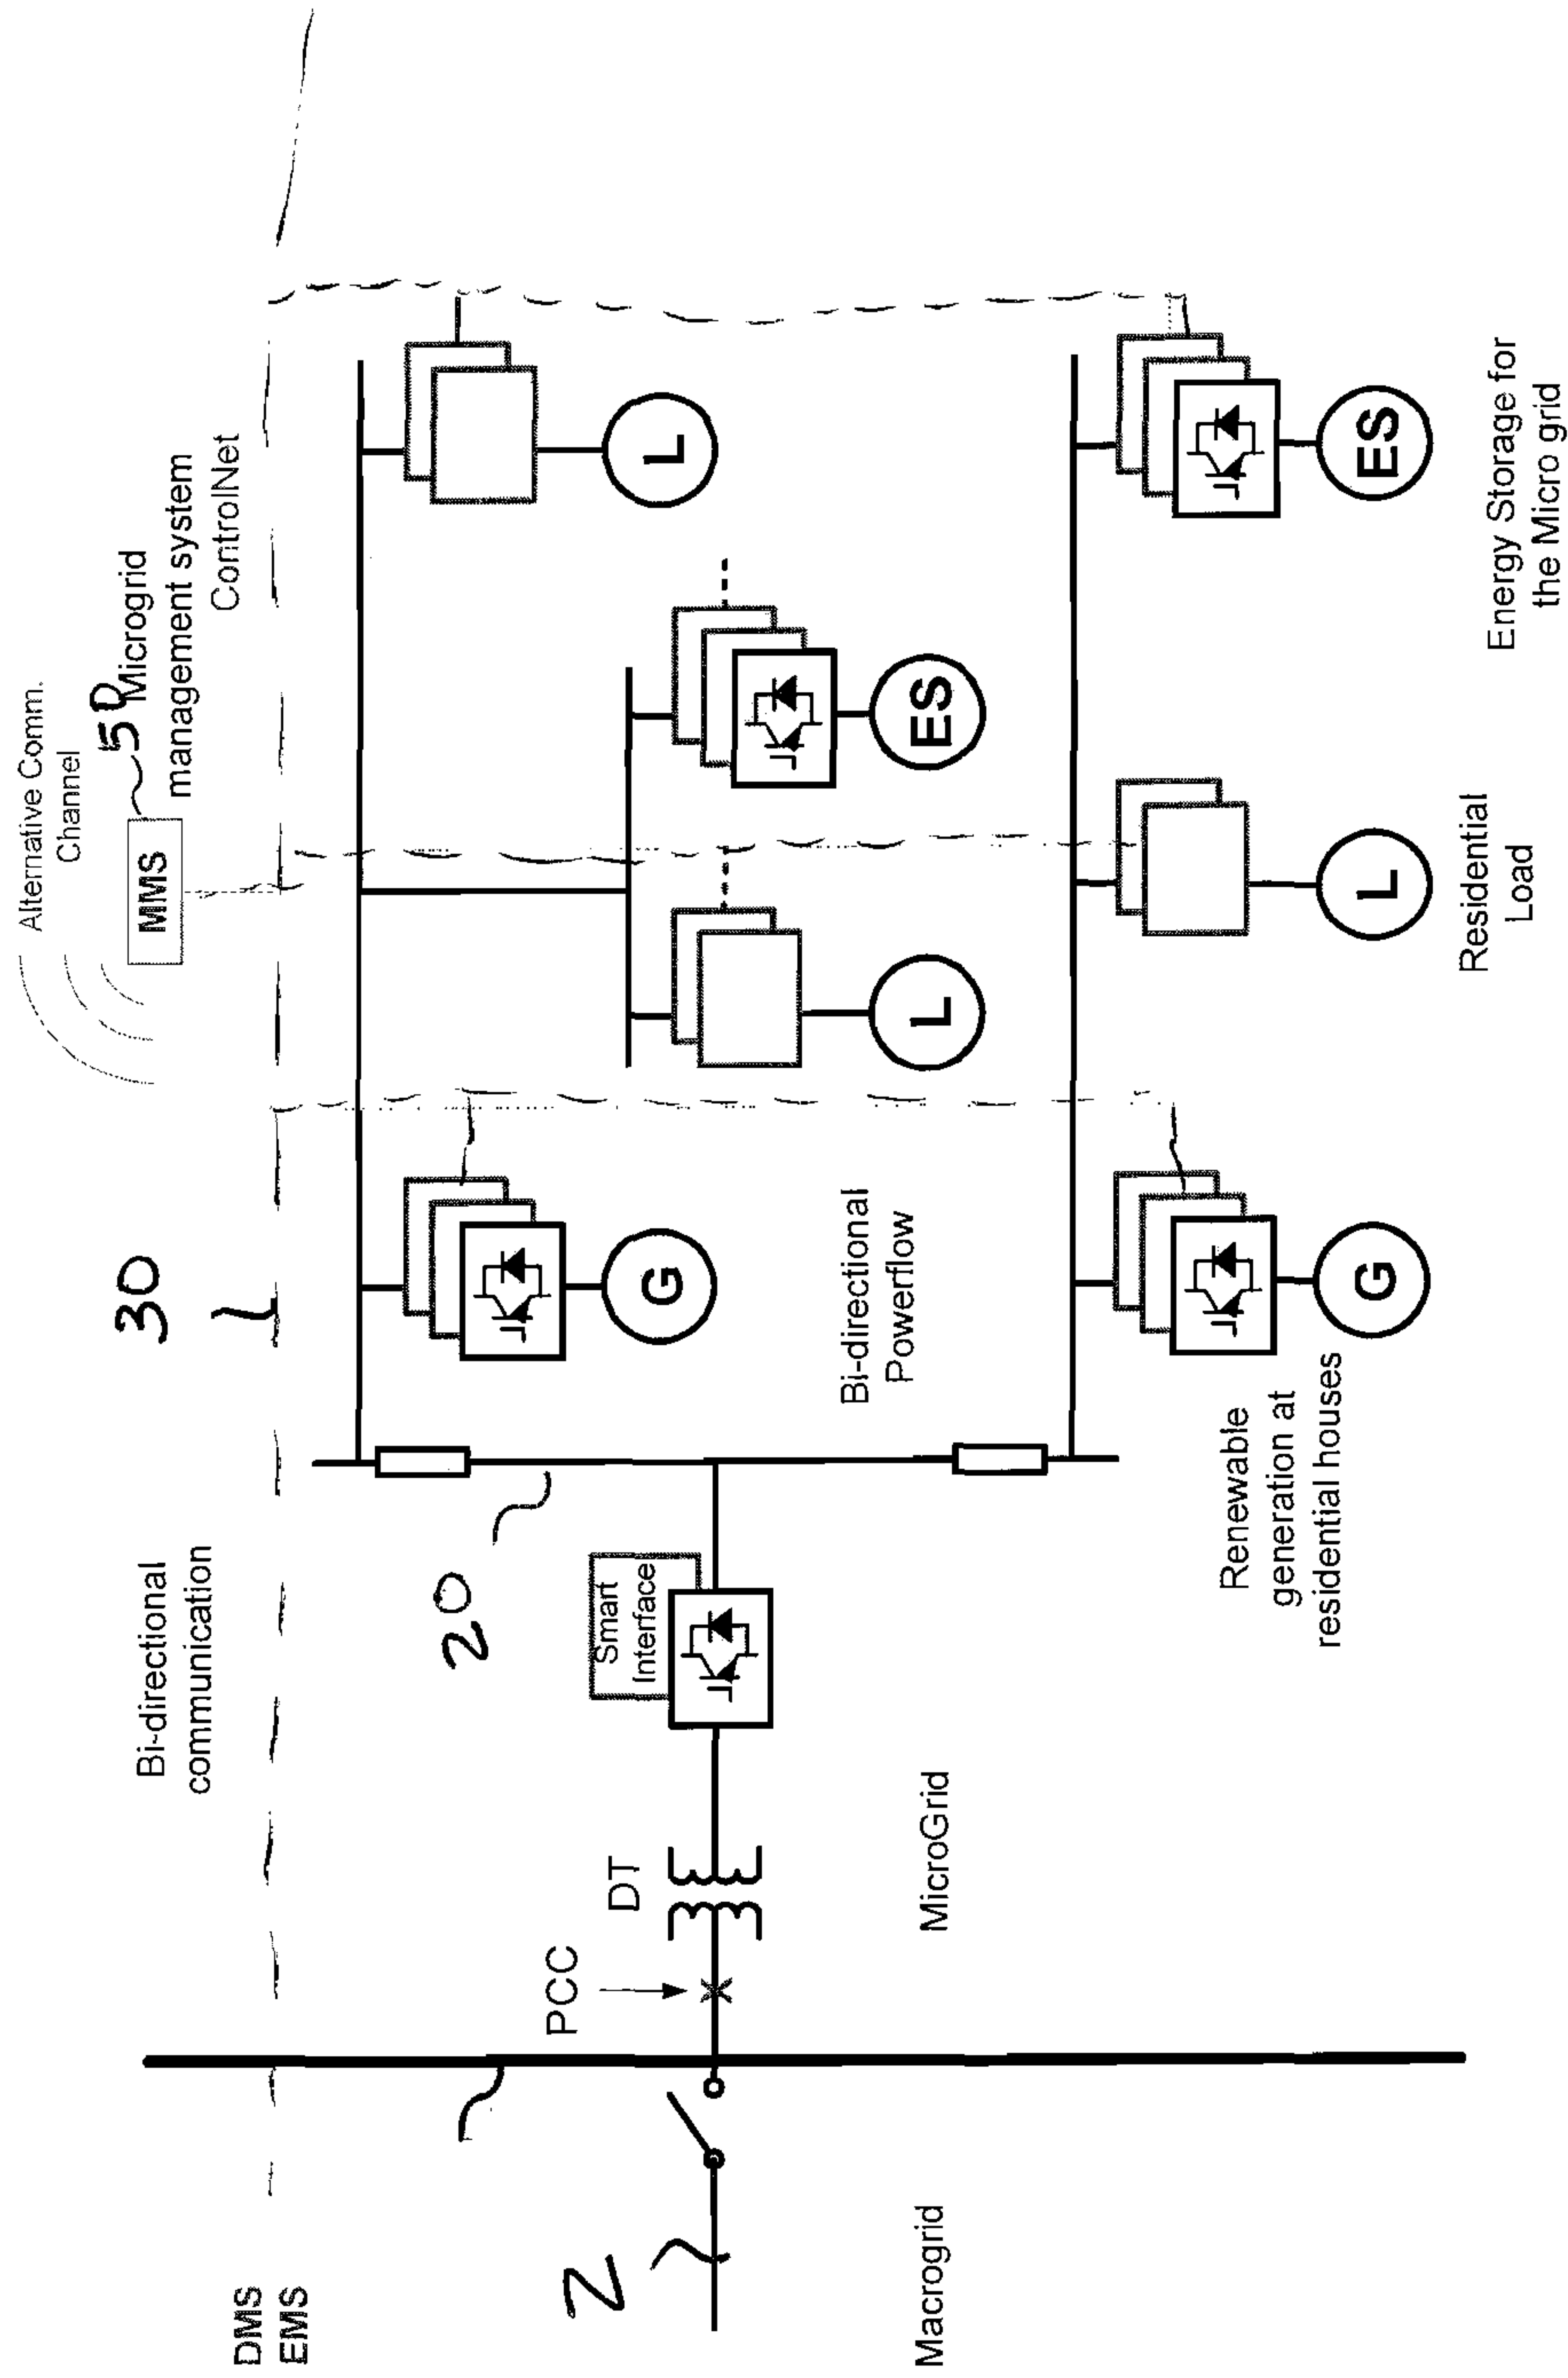 Alternative Comm.
Channel
MMS
50
Microgrid
management system
ControlNet
30
Bi-directional
communication
DMS
EMS
L
G
20
Smart
Interface
DT
PCC
2
ES
L
Bi-directional
Powerflow
MicroGrid
Macrogrid
ES
L
G
Renewable
generation at
residential houses
Residential
Load
Energy Storage for
the Micro grid